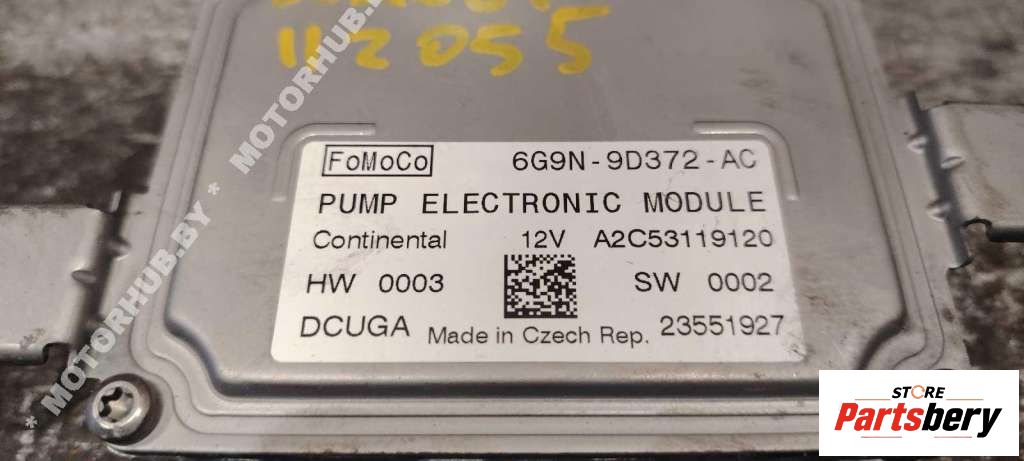 112055
FoMoCo 6G9N-9D372-AC
PUMP ELECTRONIC MODULE
Continental 12V A2C53119120
HW 0003 SW 0002
DCUGA Made in Czech Rep. 23551927
* MOTORHUB.BY * MOTORHUB.BY *
STORE
Partsbery